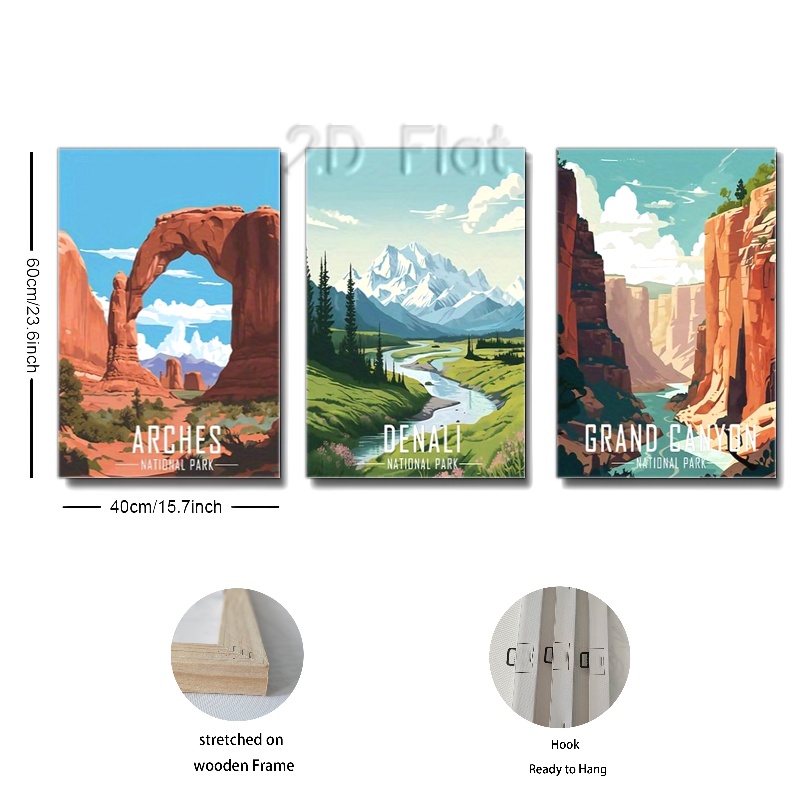 2D Flat
60cm/23.6inch
ARCHES
NATIONAL PARK
DENALI
NATIONAL PARK
GRAND CANYON
NATIONAL PARK
40cm/15.7inch
stretched on
wooden Frame
Hook
Ready to Hang